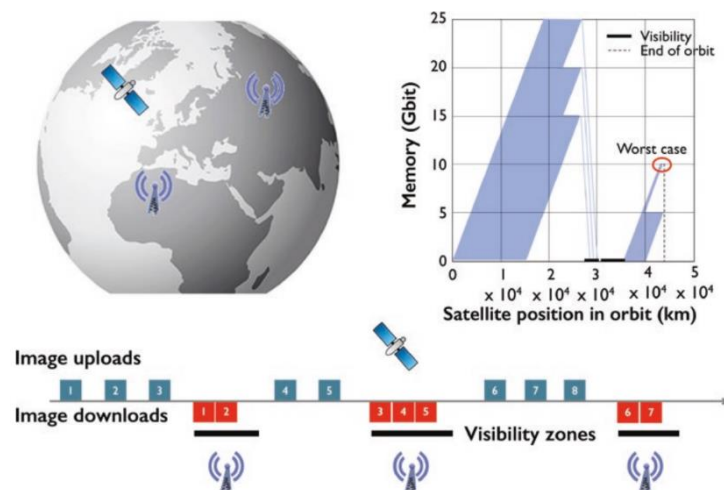 Visibility
End of orbit
Memory (Gbit)
25
20
15
10
5
0
Worst case
0 1 2 3 4 5
x 10⁴ x 10⁴ x 10⁴ x 10⁴ x 10⁴
Satellite position in orbit (km)
Image uploads
1 2 3 4 5 6 7 8
Image downloads
1 2 3 4 5 6 7
Visibility zones